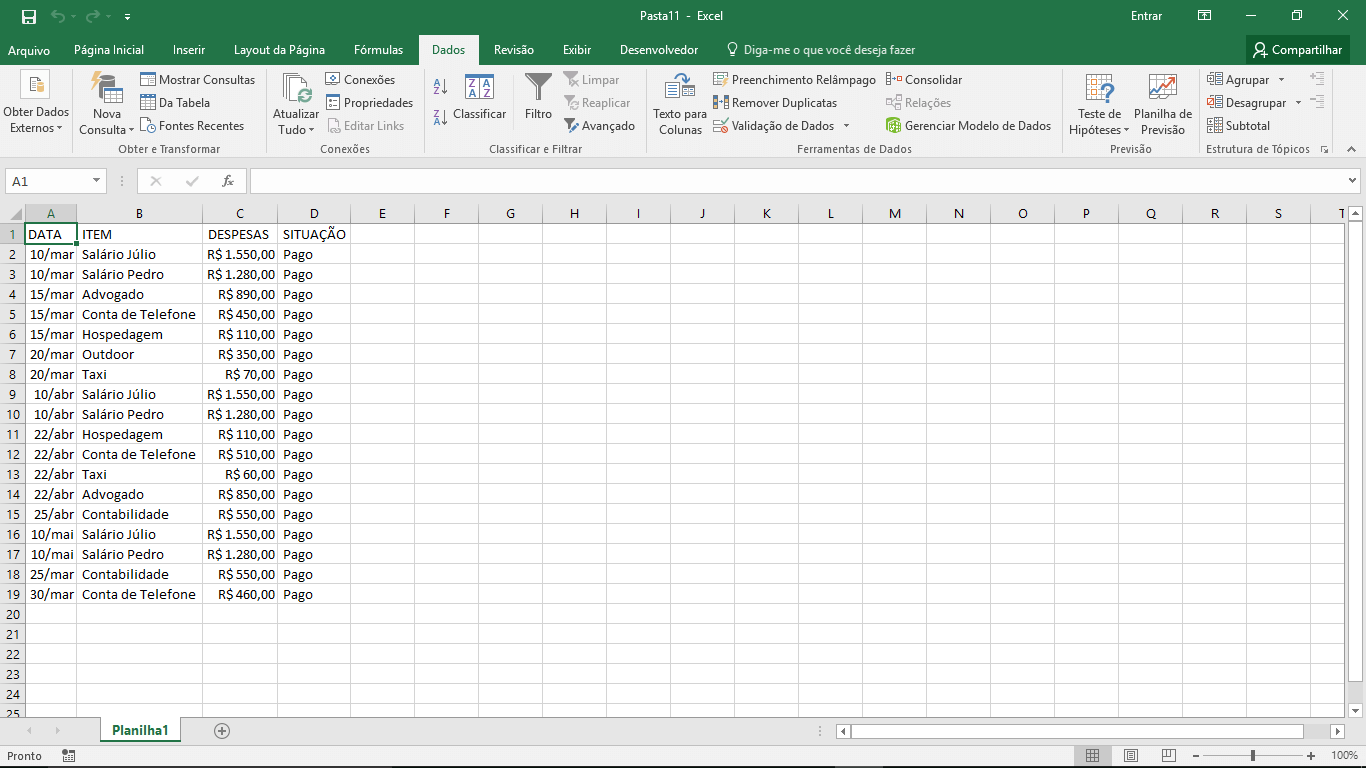 Pasta11 - Excel
Entrar
Arquivo Página Inicial Inserir Layout da Página Fórmulas Dados Revisão Exibir Desenvolvedor Diga-me o que você deseja fazer Compartilhar
Obter Dados Externos
Nova Consulta
Mostrar Consultas
Da Tabela
Fontes Recentes
Obter e Transformar
Atualizar Tudo
Conexões
Propriedades
Editar Links
Conexões
A Z
Z A
Z A A Z
Classificar
Filtro
Limpar
Reaplicar
Avançado
Classificar e Filtrar
Texto para Colunas
Preenchimento Relâmpago
Remover Duplicatas
Validação de Dados
Consolidar
Relações
Gerenciar Modelo de Dados
Ferramentas de Dados
Teste de Hipóteses
Planilha de Previsão
Previsão
Agrupar
Desagrupar
Subtotal
Estrutura de Tópicos
A1 fx
A B C D E F G H I J K L M N O P Q R S T
1 DATA ITEM DESPESAS SITUAÇÃO
2 10/mar Salário Júlio R$ 1.550,00 Pago
3 10/mar Salário Pedro R$ 1.280,00 Pago
4 15/mar Advogado R$ 890,00 Pago
5 15/mar Conta de Telefone R$ 450,00 Pago
6 15/mar Hospedagem R$ 110,00 Pago
7 20/mar Outdoor R$ 350,00 Pago
8 20/mar Taxi R$ 70,00 Pago
9 10/abr Salário Júlio R$ 1.550,00 Pago
10 10/abr Salário Pedro R$ 1.280,00 Pago
11 22/abr Hospedagem R$ 110,00 Pago
12 22/abr Conta de Telefone R$ 510,00 Pago
13 22/abr Taxi R$ 60,00 Pago
14 22/abr Advogado R$ 850,00 Pago
15 25/abr Contabilidade R$ 550,00 Pago
16 10/mai Salário Júlio R$ 1.550,00 Pago
17 10/mai Salário Pedro R$ 1.280,00 Pago
18 25/mar Contabilidade R$ 550,00 Pago
19 30/mar Conta de Telefone R$ 460,00 Pago
20
21
22
23
24
25
Planilha1
Pronto
100%